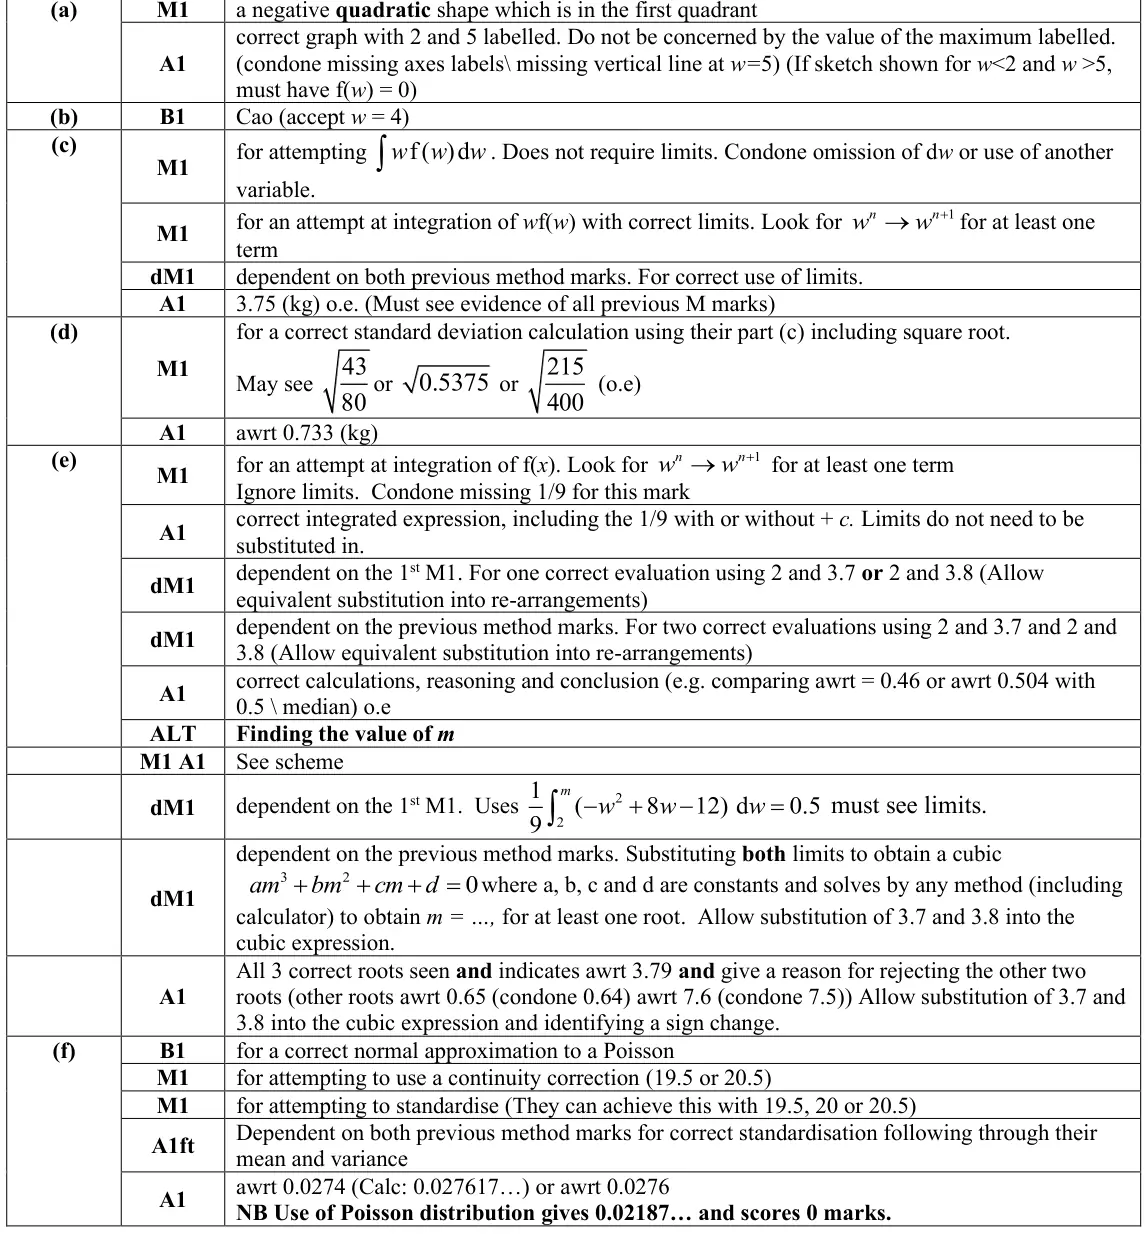 (a) M1 a negative quadratic shape which is in the first quadrant
A1 correct graph with 2 and 5 labelled. Do not be concerned by the value of the maximum labelled.
(condone missing axes labels\ missing vertical line at w=5) (If sketch shown for w<2 and w >5,
must have f(w) = 0)
(b) B1 Cao (accept w = 4)
(c) M1 for attempting ∫wf(w)dw. Does not require limits. Condone omission of dw or use of another
variable.
M1 for an attempt at integration of wf(w) with correct limits. Look for wⁿ → wⁿ⁺¹ for at least one
term
dM1 dependent on both previous method marks. For correct use of limits.
A1 3.75 (kg) o.e. (Must see evidence of all previous M marks)
(d) M1 for a correct standard deviation calculation using their part (c) including square root.
May see √(43/80) or √0.5375 or √(215/400) (o.e)
A1 awrt 0.733 (kg)
(e) M1 for an attempt at integration of f(x). Look for wⁿ → wⁿ⁺¹ for at least one term
Ignore limits. Condone missing 1/9 for this mark
A1 correct integrated expression, including the 1/9 with or without + c. Limits do not need to be
substituted in.
dM1 dependent on the 1st M1. For one correct evaluation using 2 and 3.7 or 2 and 3.8 (Allow
equivalent substitution into re-arrangements)
dM1 dependent on the previous method marks. For two correct evaluations using 2 and 3.7 and 2 and
3.8 (Allow equivalent substitution into re-arrangements)
A1 correct calculations, reasoning and conclusion (e.g. comparing awrt = 0.46 or awrt 0.504 with
0.5 \ median) o.e
ALT Finding the value of m
M1 A1 See scheme
dM1 dependent on the 1st M1. Uses 1/9 ∫₂ᵐ (−w² + 8w − 12) dw = 0.5 must see limits.
dM1 dependent on the previous method marks. Substituting both limits to obtain a cubic
am³ + bm² + cm + d = 0 where a, b, c and d are constants and solves by any method (including
calculator) to obtain m = ..., for at least one root. Allow substitution of 3.7 and 3.8 into the
cubic expression.
A1 All 3 correct roots seen and indicates awrt 3.79 and give a reason for rejecting the other two
roots (other roots awrt 0.65 (condone 0.64) awrt 7.6 (condone 7.5)) Allow substitution of 3.7 and
3.8 into the cubic expression and identifying a sign change.
(f) B1 for a correct normal approximation to a Poisson
M1 for attempting to use a continuity correction (19.5 or 20.5)
M1 for attempting to standardise (They can achieve this with 19.5, 20 or 20.5)
A1ft Dependent on both previous method marks for correct standardisation following through their
mean and variance
A1 awrt 0.0274 (Calc: 0.027617…) or awrt 0.0276
NB Use of Poisson distribution gives 0.02187… and scores 0 marks.